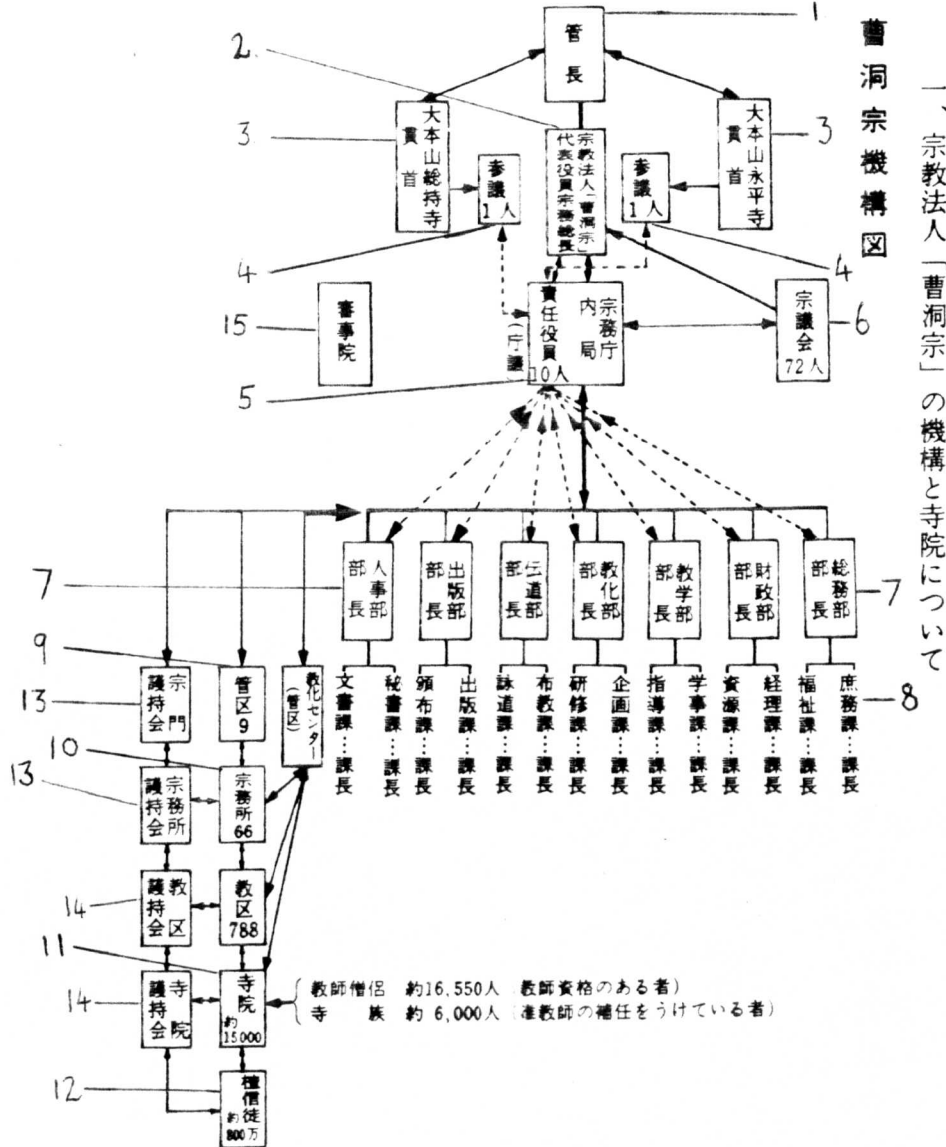 一、宗教法人「曹洞宗」の機構と寺院について
曹洞宗機構図
1
管長
2
3
大本山総持寺
貫首
参議
1人
宗教法人「曹洞宗」
代表役員宗務総長
参議
1人
大本山永平寺
貫首
3
4
4
15
審事院
宗務庁
内局
責任役員
10人
(庁議)
宗議会
72人
6
5
7
人事部
部長
出版部
部長
伝道部
部長
教化部
部長
教学部
部長
財政部
部長
総務部
部長
7
文書課…課長
秘書課…課長
頒布課…課長
出版課…課長
詠道課…課長
布教課…課長
研修課…課長
企画課…課長
指導課…課長
学事課…課長
資源課…課長
経理課…課長
福祉課…課長
庶務課…課長
8
9
13
宗門
護持会
管区9
教化センター
(管区)
10
13
宗務所
護持会
宗務所
66
14
教区
護持会
教区
788
11
14
寺院
護持会
寺院
約
15000
教師僧侶 約16,550人 教師資格のある者)
寺族 約 6,000人 (准教師の補任をうけている者)
12
檀信徒
約
800万